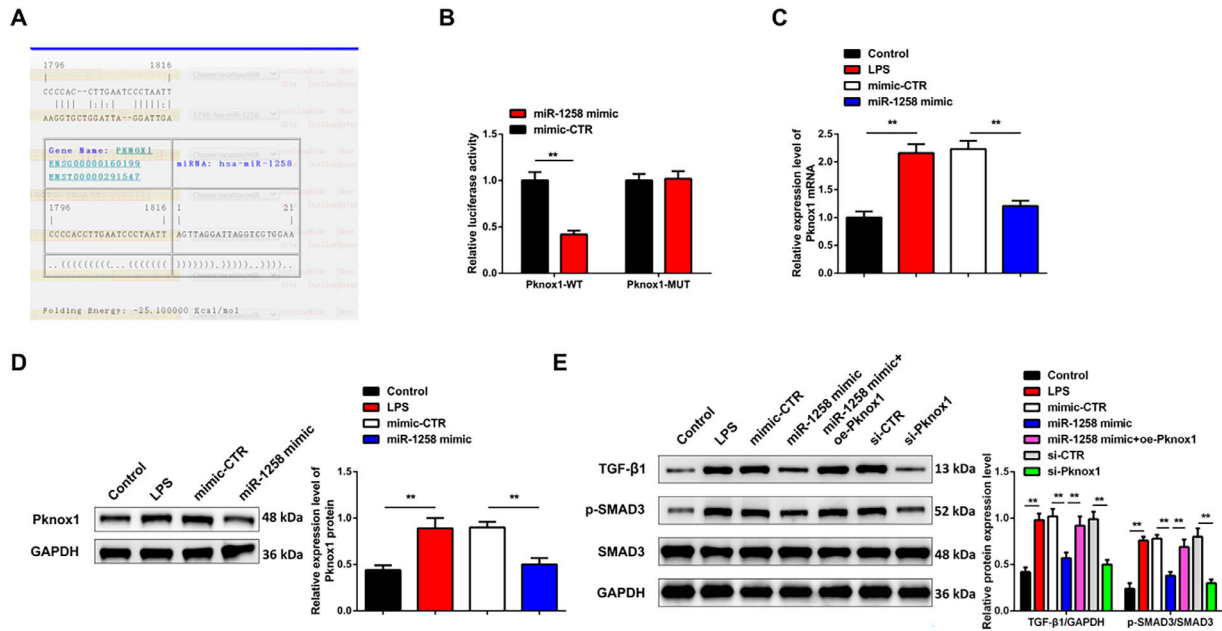 A
1796 1816
| |
CCCCAC--CTTGAATCCCTAATT
|||| |:|:| |||||:|
AAGGTGCTGGATTA--GGATTGA
Gene Name: PKNOX1
ENSG00000160199
ENST00000291547
miRNA: hsa-miR-1258
1796 1816
| |
1 21
| |
CCCCACCTTGAATCCCTAATT
AGTTAGGATTAGGTCGTGGAA
..(((((((((...(((((((
))))))).)))))..))))..
Folding Energy: -25.100000 Kcal/mol
B
miR-1258 mimic
mimic-CTR
Relative luciferase activity
1.5
1.0
0.5
0.0
**
Pknox1-WT Pknox1-MUT
C
Control
LPS
mimic-CTR
miR-1258 mimic
Relative expression level of
Pknox1 mRNA
2.5
2.0
1.5
1.0
0.5
0.0
** **
D
Control LPS mimic-CTR miR-1258 mimic
Pknox1 48 kDa
GAPDH 36 kDa
Control
LPS
mimic-CTR
miR-1258 mimic
Relative expression level of
Pknox1 protein
1.5
1.0
0.5
0.0
** **
E
Control LPS mimic-CTR miR-1258 mimic miR-1258 mimic+
oe-Pknox1 si-CTR si-Pknox1
TGF-β1 13 kDa
p-SMAD3 52 kDa
SMAD3 48 kDa
GAPDH 36 kDa
Control
LPS
mimic-CTR
miR-1258 mimic
miR-1258 mimic+oe-Pknox1
si-CTR
si-Pknox1
Relative protein expression level
1.5
1.0
0.5
0.0
** ** ** ** ** ** ** **
TGF-β1/GAPDH p-SMAD3/SMAD3